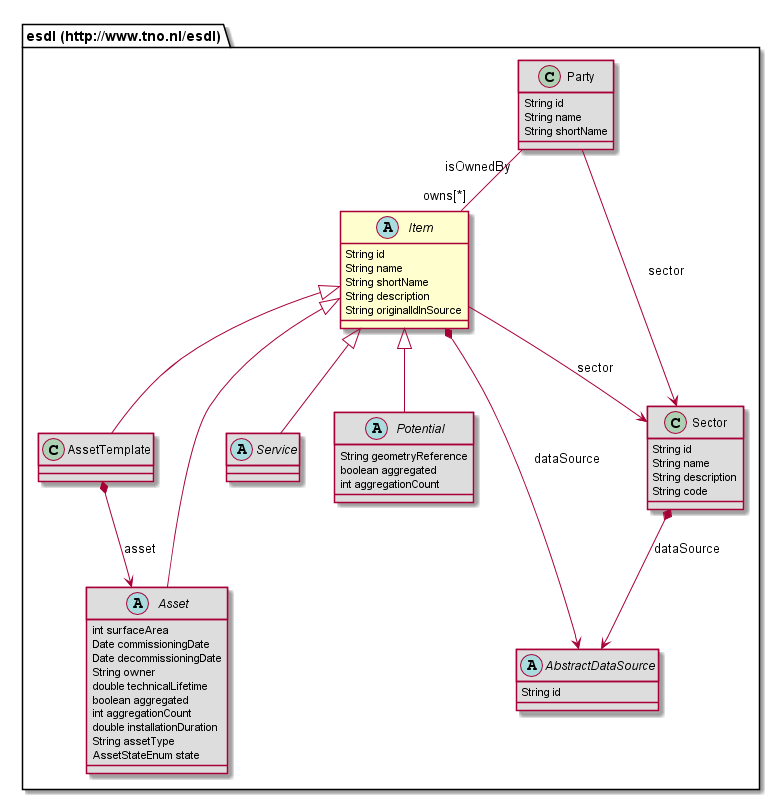 esdl (http://www.tno.nl/esdl)
C Party
String id
String name
String shortName
isOwnedBy
owns[*]
A Item
String id
String name
String shortName
String description
String originalIdInSource
sector
sector
C AssetTemplate
A Service
A Potential
String geometryReference
boolean aggregated
int aggregationCount
C Sector
String id
String name
String description
String code
dataSource
asset
dataSource
A Asset
int surfaceArea
Date commissioningDate
Date decommissioningDate
String owner
double technicalLifetime
boolean aggregated
int aggregationCount
double installationDuration
String assetType
AssetStateEnum state
A AbstractDataSource
String id